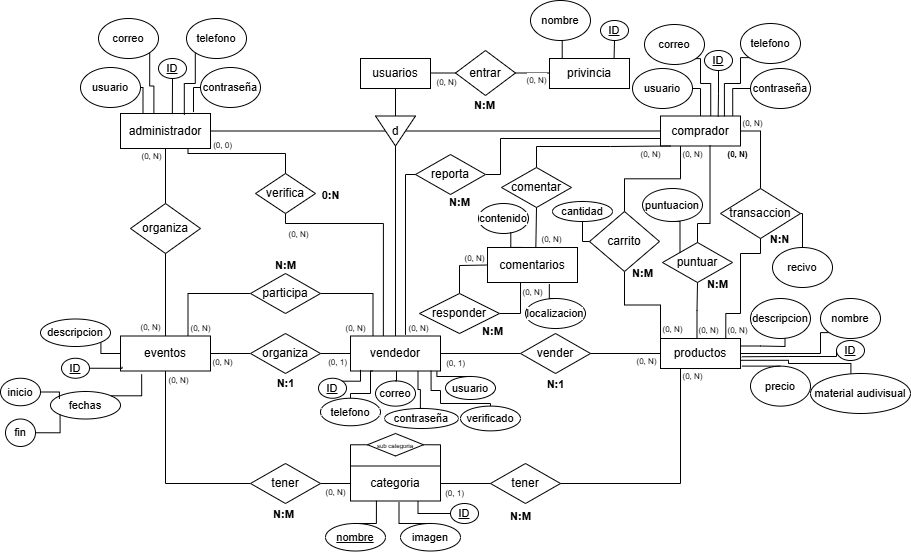 nombre
ID
correo
telefono
ID
usuario
contraseña
usuarios
entrar
privincia
(0, N)
(0, N)
N:M
correo
telefono
ID
usuario
contraseña
administrador
d
comprador
(0, N)
(0, N)
(0, 0)
(0, N)
(0, N)
(0, N)
reporta
N:M
comentar
verifica
0:N
organiza
(0, N)
contenido
cantidad
puntuacion
transaccion
N:N
carrito
N:M
puntuar
N:M
recivo
(0, N)
(0, N)
comentarios
(0, N)
N:M
participa
responder
N:M
localizacion
descripcion
nombre
descripcion
(0, N)
(0, N)
(0, N)
(0, N)
(0, N)
(0, N)
(0, N)
eventos
(0, N)
organiza
N:1
(0, 1)
vendedor
(0, 1)
vender
N:1
(0, N)
productos
ID
ID
(0, N)
(0, N)
inicio
fechas
fin
ID
correo
usuario
telefono
contraseña
verificado
precio
material audivisual
sub categoria
tener
N:M
(0, N)
categoria
(0, 1)
tener
N:M
nombre
imagen
ID